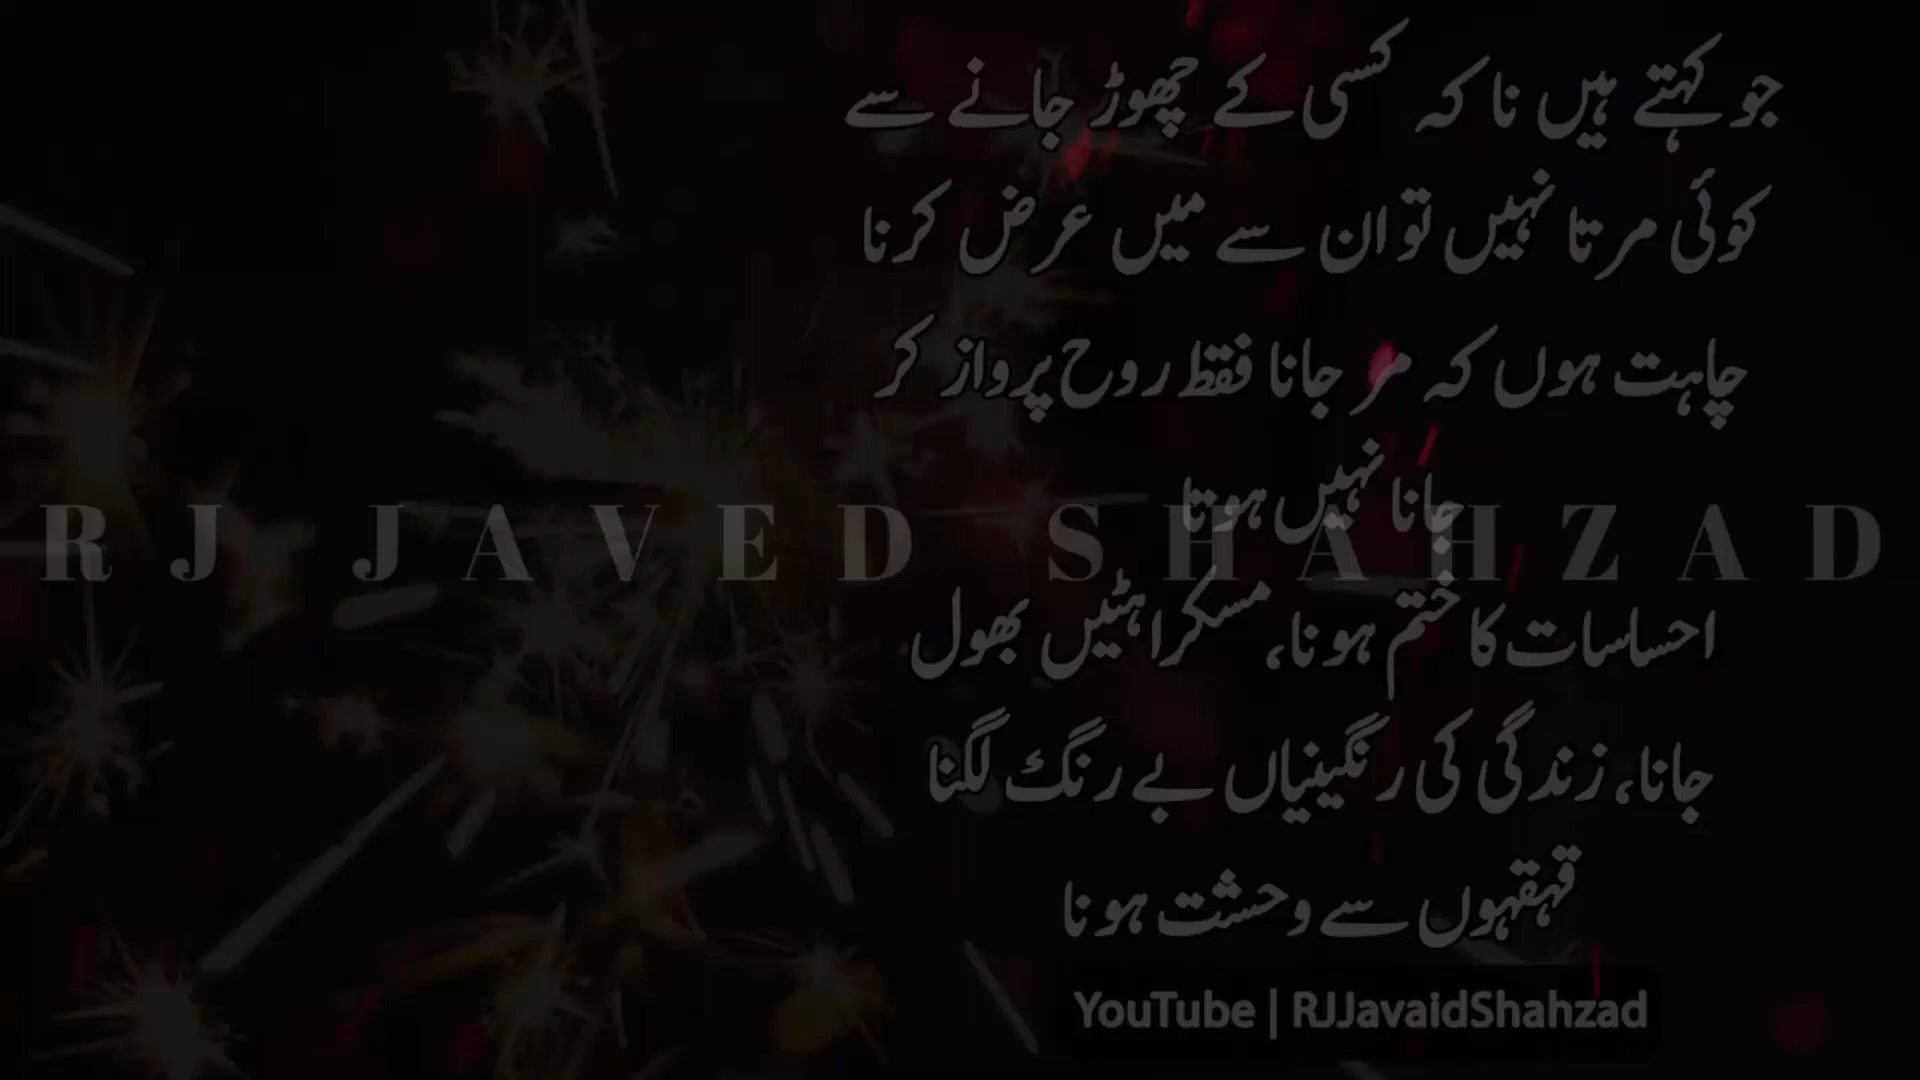 جو کہتے ہیں نا کہ کسی کے چھوڑ جانے سے
کوئی مرتا نہیں تو ان سے میں عرض کرنا
چاہت ہوں کہ مر جانا فقط روح پرواز کر
جانا نہیں ہوتا
RJ JAVED SHAHZAD
احساسات کا ختم ہونا، مسکراہٹیں بھول
جانا، زندگی کی رنگینیاں بے رنگ لگنا
قہقہوں سے وحشت ہونا
YouTube | RJJavaidShahzad